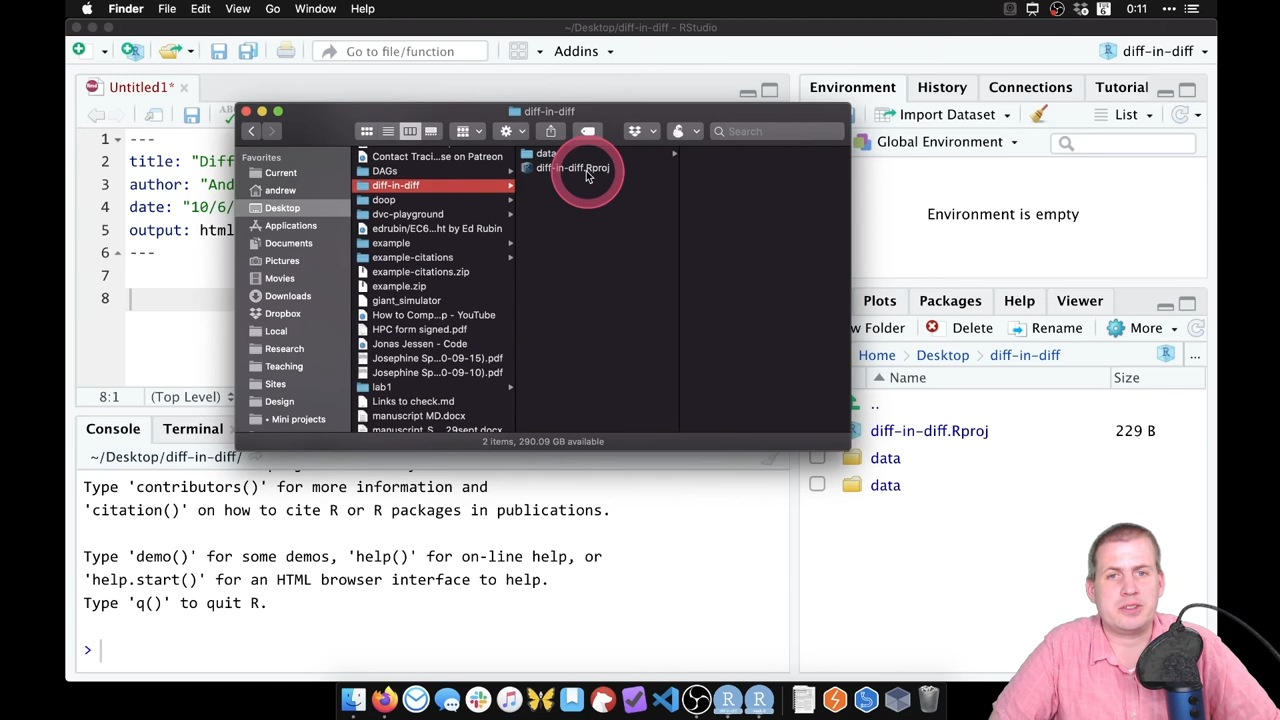 Finder File Edit View Go Window Help 0:11
~/Desktop/diff-in-diff - RStudio
Go to file/function Addins diff-in-diff
Untitled1*
Environment History Connections Tutorial
Import Dataset List
Global Environment
Environment is empty
1 ---
2 title: "Diff
3 author: "And
4 date: "10/6/
5 output: html
6 ---
7
8
8:1 (Top Level)
diff-in-diff
Search
Favorites
Current
andrew
Desktop
Applications
Documents
Pictures
Movies
Downloads
Dropbox
Local
Research
Teaching
Sites
Design
• Mini projects
Contact Traci...se on Patreon
DAGs
diff-in-diff
doop
dvc-playground
edrubin/EC6...ht by Ed Rubin
example
example-citations
example-citations.zip
example.zip
giant_simulator
How to Comp...p - YouTube
HPC form signed.pdf
Jonas Jessen - Code
Josephine Sp...0-09-15).pdf
Josephine Sp...0-09-10).pdf
lab1
Links to check.md
manuscript MD.docx
manuscript_S... 29sept.docx
data
diff-in-diff.Rproj
2 items, 290.09 GB available
Plots Packages Help Viewer
w Folder Delete Rename More
Home Desktop diff-in-diff ...
Name Size
..
diff-in-diff.Rproj 229 B
data
data
Console Terminal
~/Desktop/diff-in-diff/
Type 'contributors()' for more information and
'citation()' on how to cite R or R packages in publications.
Type 'demo()' for some demos, 'help()' for on-line help, or
'help.start()' for an HTML browser interface to help.
Type 'q()' to quit R.
>